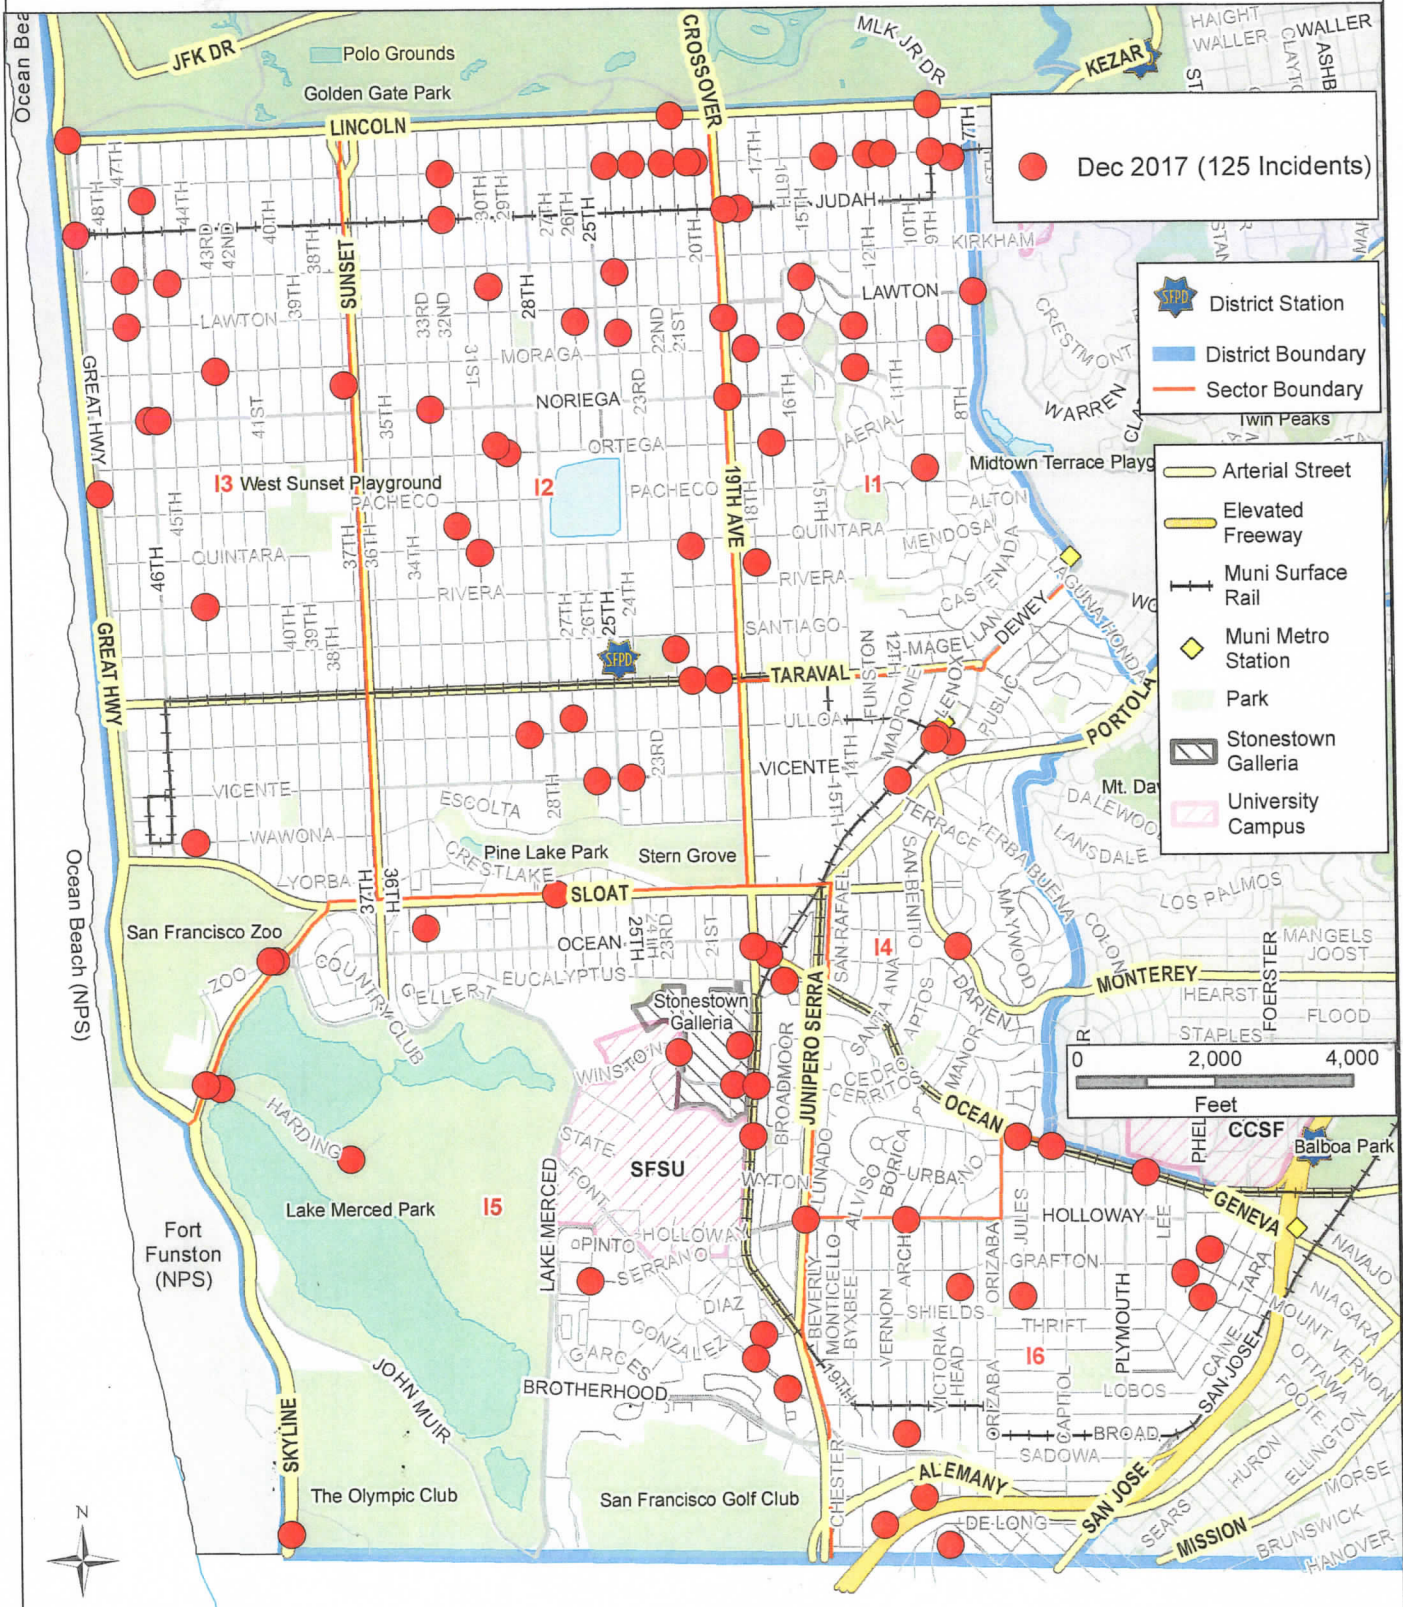 Ocean Bea
JFK DR
Polo Grounds
Golden Gate Park
CROSSOVER
MLK JR DR
KEZAR
HAIGHT
WALLER
WALLER
CLAYTO
ASHB
ST
LINCOLN
7TH
Dec 2017 (125 Incidents)
48TH
47TH
44TH
43RD
42ND
40TH
39TH
38TH
SUNSET
30TH
29TH
27TH
26TH
25TH
20TH
17TH
16TH
15TH
JUDAH
12TH
10TH
9TH
KIRKHAM
STAN
SFPD
District Station
District Boundary
Sector Boundary
LAWTON
33RD
32ND
31ST
28TH
22ND
21ST
MORAGA
LAWTON
CRESTMONT
WARREN
GREAT HWY
41ST
35TH
NORIEGA
23RD
16TH
11TH
8TH
AERIAL
ORTEGA
Twin Peaks
Midtown Terrace Playg
I3
West Sunset Playground
PACHECO
I2
PACHECO
19TH AVE
18TH
15TH
I1
ALTON
Arterial Street
Elevated
Freeway
Muni Surface
Rail
Muni Metro
Station
Park
Stonestown
Galleria
University
Campus
45TH
46TH
QUINTARA
37TH
36TH
34TH
QUINTARA
MENDOSA
CASTENADA
RIVERA
RIVERA
LAGUNA HONDA
GREAT HWY
40TH
39TH
38TH
27TH
26TH
25TH
24TH
SANTIAGO
SFPD
TARAVAL
FUNSTON
12TH
MAGELLAN
DEWEY
LENOX
MADRONE
PUBLIC
PORTOLA
ULLOA
VICENTE
14TH
15TH
23RD
28TH
VICENTE
ESCOLTA
WAWONA
Pine Lake Park
Stern Grove
CRESTLAKE
Mt. Dav
DALEWOOD
LANSDALE
TERRACE
YERBA BUENA
SAN BENITO
MAYWOOD
LOS PALMOS
Ocean Beach (NPS)
YORBA
37TH
36TH
SLOAT
San Francisco Zoo
ZOO
COUNTRY CLUB
OCEAN
25TH
24TH
23RD
21ST
EUCALYPTUS
GELLERT
SAN RAFAEL
I4
SANTA ANA
APTOS
DARIEN
MANOR
COLON
MANGELS
JOOST
MONTEREY
HEARST
FOERSTER
FLOOD
STAPLES
Stonestown
Galleria
WINSTON
BROADMOOR
JUNIPERO SERRA
CEDRO
CERRITOS
0
2,000
4,000
Feet
HARDING
OCEAN
PHEL
CCSF
Balboa Park
STATE
FONT
SFSU
WYTON
LUNADO
ALVISO
BORICA
URBANO
Lake Merced Park
I5
LAKE MERCED
HOLLOWAY
PINTO
SERRANO
Fort
Funston
(NPS)
DIAZ
GONZALEZ
GARCES
BEVERLY
MONTICELLO
BYXBEE
ARCH
VERNON
SHIELDS
ORIZABA
JULES
HOLLOWAY
LEE
GRAFTON
GENEVA
TARA
NAVAJO
NIAGARA
MOUNT VERNON
OTTAWA
FOOTE
THRIFT
PLYMOUTH
CAINE
SAN JOSE
I6
JOHN MUIR
BROTHERHOOD
19TH
VICTORIA
HEAD
ORIZABA
CAPITOL
LOBOS
BROAD
SADOWA
HURON
ELLINGTON
MORSE
SKYLINE
The Olympic Club
San Francisco Golf Club
CHESTER
ALEMANY
DE LONG
SAN JOSE
SEARS
MISSION
BRUNSWICK
HANOVER
N